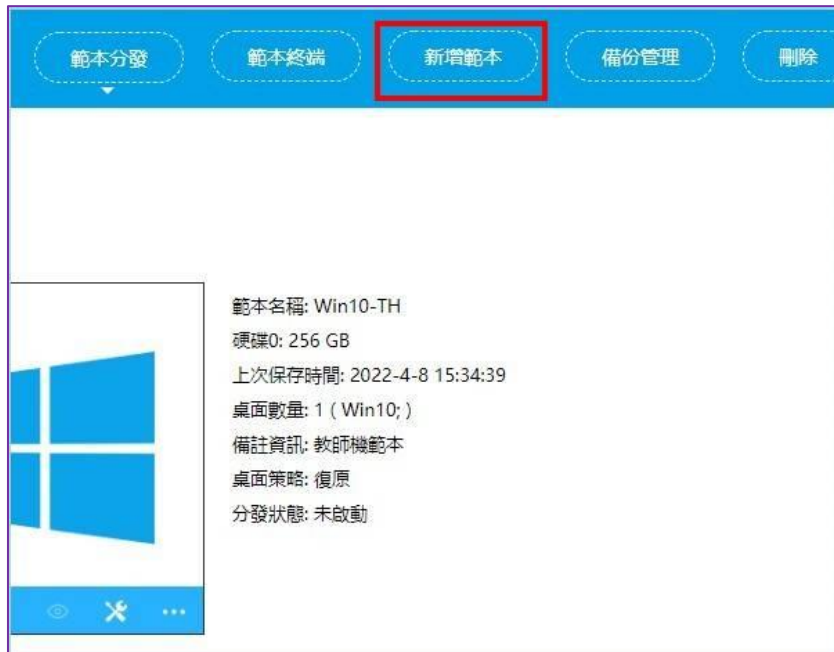 範本分發 範本終端 新增範本 備份管理 刪除
範本名稱: Win10-TH
硬碟0: 256 GB
上次保存時間: 2022-4-8 15:34:39
桌面數量: 1 ( Win10; )
備註資訊: 教師機範本
桌面策略: 復原
分發狀態: 未啟動